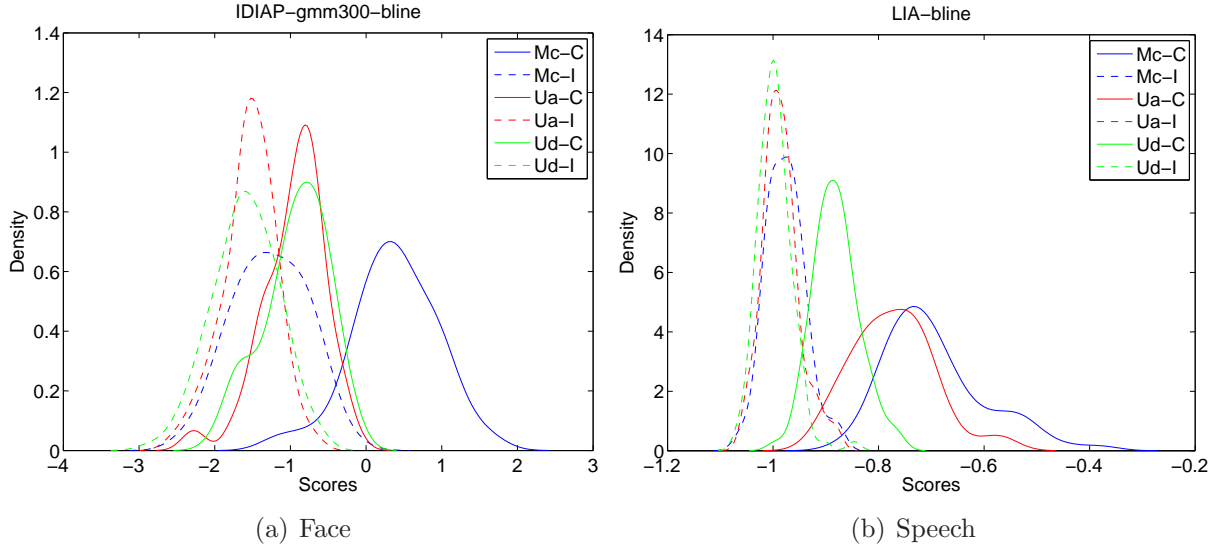 IDIAP-gmm300-bline
1.4
1.2
1
0.8
0.6
0.4
0.2
0
Density
−4 −3 −2 −1 0 1 2 3
Scores
Mc−C
Mc−I
Ua−C
Ua−I
Ud−C
Ud−I
(a) Face
LIA-bline
14
12
10
8
6
4
2
0
Density
−1.2 −1 −0.8 −0.6 −0.4 −0.2
Scores
Mc−C
Mc−I
Ua−C
Ua−I
Ud−C
Ud−I
(b) Speech